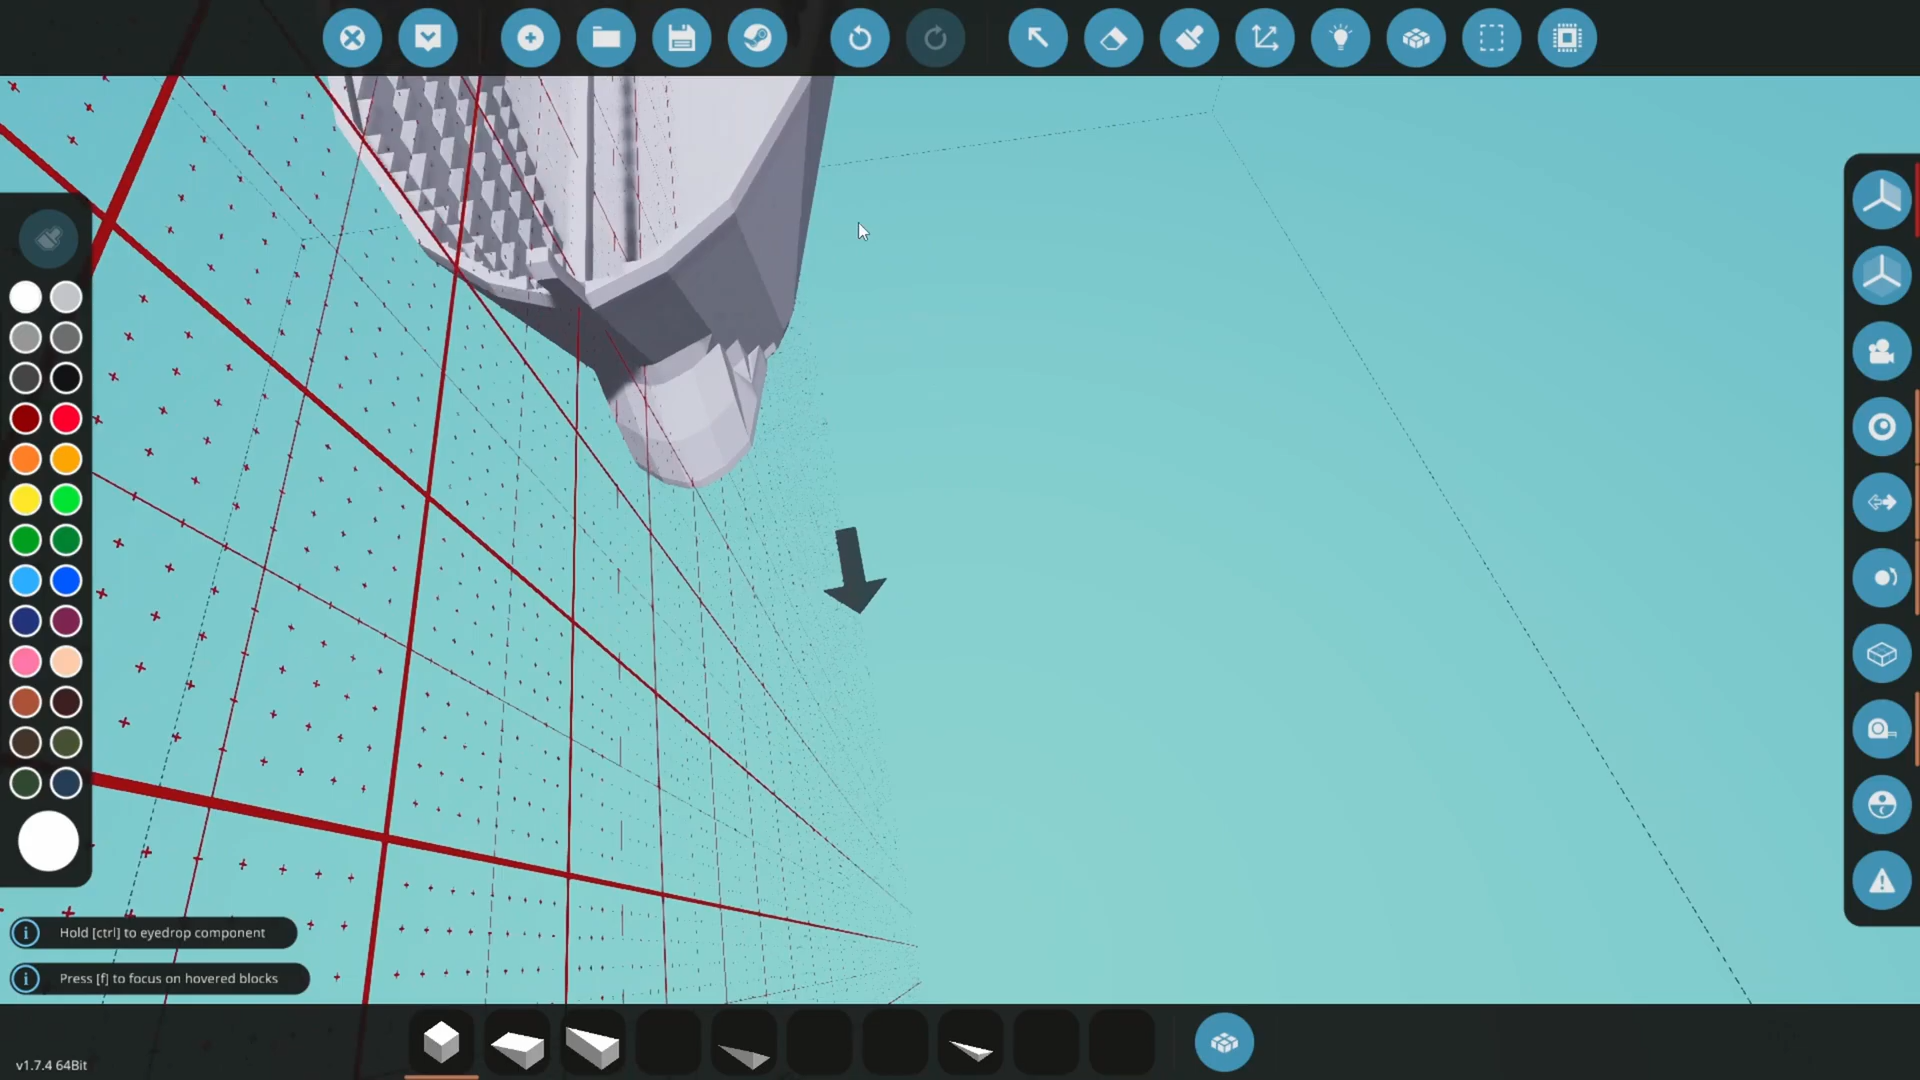 Hold [ctrl] to eyedrop component
Press [f] to focus on hovered blocks
v1.7.4 64Bit